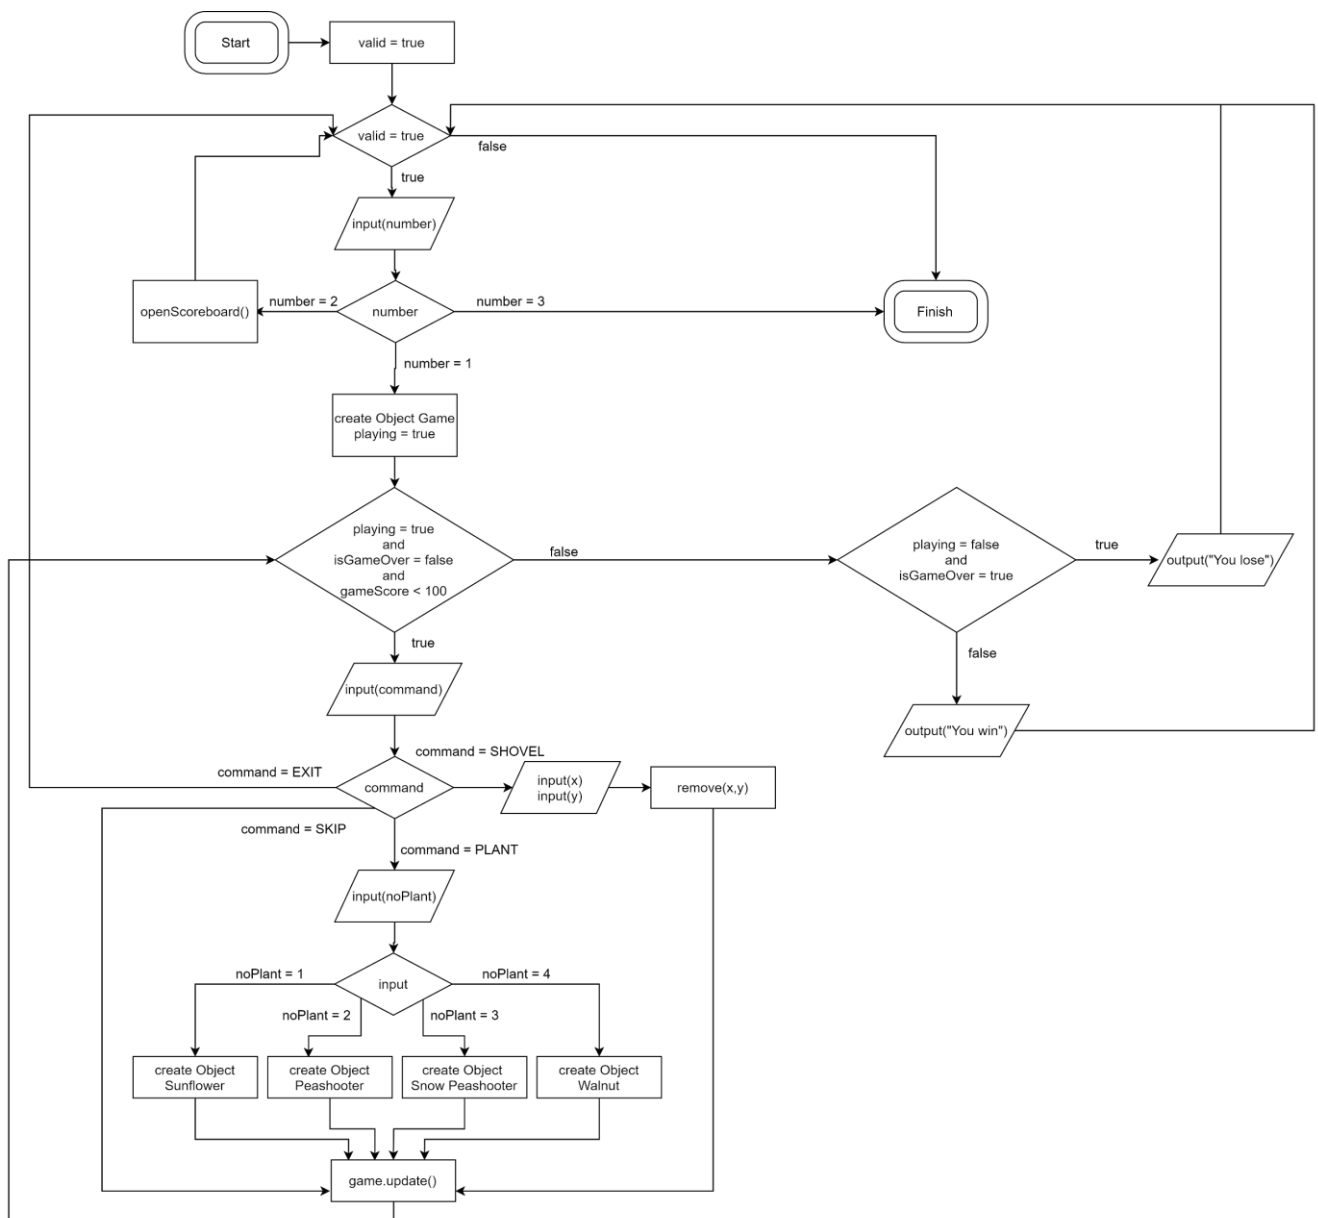 Start
valid = true
valid = true
false
true
input(number)
number = 2
number = 3
openScoreboard()
number
Finish
number = 1
create Object Game
playing = true
playing = true
and
isGameOver = false
and
gameScore < 100
false
playing = false
and
isGameOver = true
true
output("You lose")
true
false
input(command)
output("You win")
command = SHOVEL
command = EXIT
command
input(x)
input(y)
remove(x,y)
command = SKIP
command = PLANT
input(noPlant)
noPlant = 1
noPlant = 4
input
noPlant = 2
noPlant = 3
create Object
Sunflower
create Object
Peashooter
create Object
Snow Peashooter
create Object
Walnut
game.update()